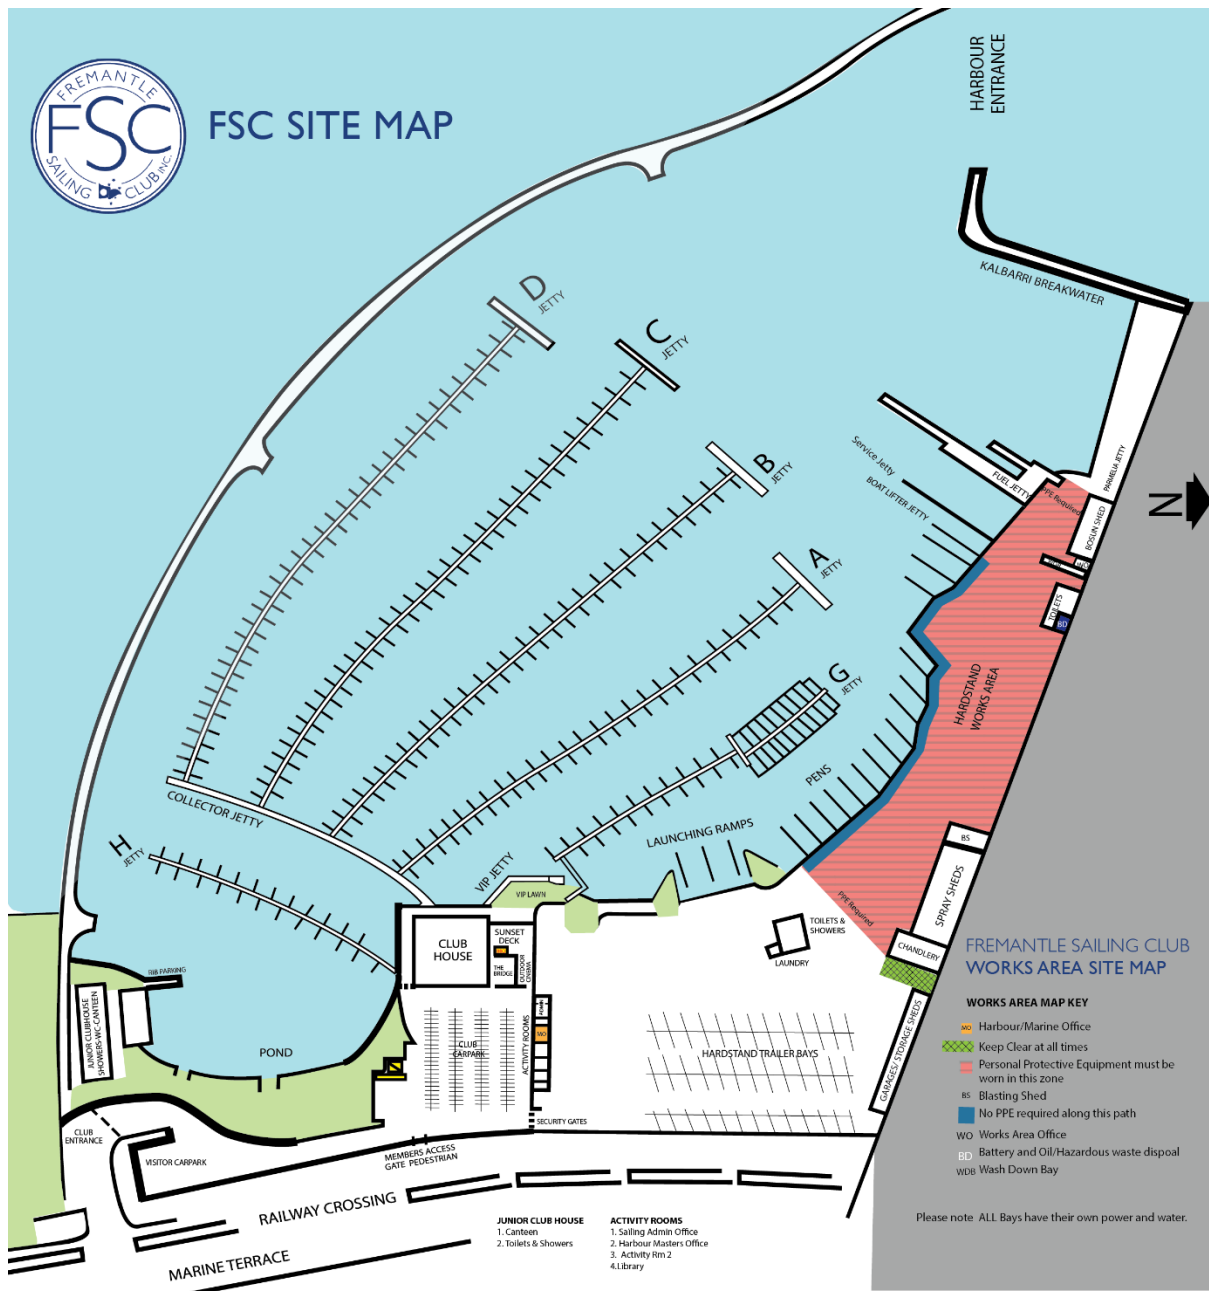 FREMANTLE
FSC
SAILING CLUB INC.
FSC SITE MAP
HARBOUR
ENTRANCE
KALBARRI BREAKWATER
D
JETTY
C
JETTY
B
JETTY
A
JETTY
G
JETTY
H
JETTY
Service Jetty
BOAT LIFTER JETTY
FUEL JETTY
PARMELIA JETTY
PPE Required
BOSUN SHED
N
TOILETS
BD
HARDSTAND
WORKS AREA
PENS
LAUNCHING RAMPS
COLLECTOR JETTY
VIP JETTY
VIP LAWN
BS
SPRAY SHEDS
PPE Required
CHANDLERY
GARAGES/ STORAGE SHEDS
TOILETS &
SHOWERS
LAUNDRY
CLUB
HOUSE
SUNSET
DECK
THE
BRIDGE
OUTDOOR
CINEMA
ADMIN
MO
ACTIVITY ROOMS
CLUB
CARPARK
HARDSTAND TRAILER BAYS
SECURITY GATES
RIB PARKING
JUNIOR CLUBHOUSE
SHOWERS-WC-CANTEEN
POND
CLUB
ENTRANCE
VISITOR CARPARK
MEMBERS ACCESS
GATE PEDESTRIAN
RAILWAY CROSSING
MARINE TERRACE
JUNIOR CLUB HOUSE
1. Canteen
2. Toilets & Showers
ACTIVITY ROOMS
1. Sailing Admin Office
2. Harbour Masters Office
3. Activity Rm 2
4.Library
FREMANTLE SAILING CLUB
WORKS AREA SITE MAP
WORKS AREA MAP KEY
MO Harbour/Marine Office
Keep Clear at all times
Personal Protective Equipment must be
worn in this zone
BS Blasting Shed
No PPE required along this path
WO Works Area Office
BD Battery and Oil/Hazardous waste dispoal
WDB Wash Down Bay
Please note ALL Bays have their own power and water.